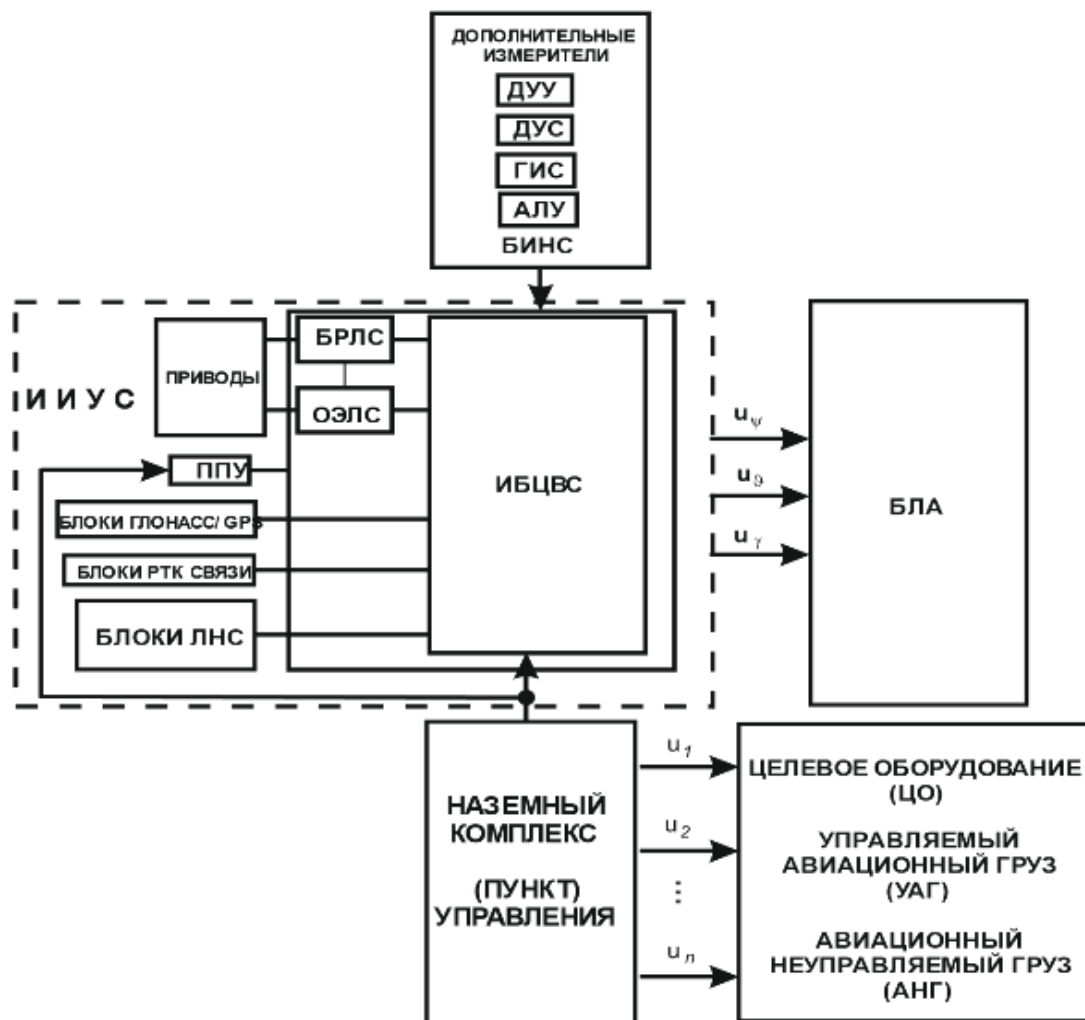 ДОПОЛНИТЕЛЬНЫЕ
ИЗМЕРИТЕЛИ
ДУУ
ДУС
ГИС
АЛУ
БИНС
ИИУС
ПРИВОДЫ
БРЛС
ОЭЛС
ППУ
БЛОКИ ГЛОНАСС/ GPS
БЛОКИ РТК СВЯЗИ
БЛОКИ ЛНС
ИБЦВС
uψ
uϑ
uγ
БЛА
НАЗЕМНЫЙ
КОМПЛЕКС
(ПУНКТ)
УПРАВЛЕНИЯ
u1
u2
⋮
un
ЦЕЛЕВОЕ ОБОРУДОВАНИЕ
(ЦО)
УПРАВЛЯЕМЫЙ
АВИАЦИОННЫЙ ГРУЗ
(УАГ)
АВИАЦИОННЫЙ
НЕУПРАВЛЯЕМЫЙ ГРУЗ
(АНГ)